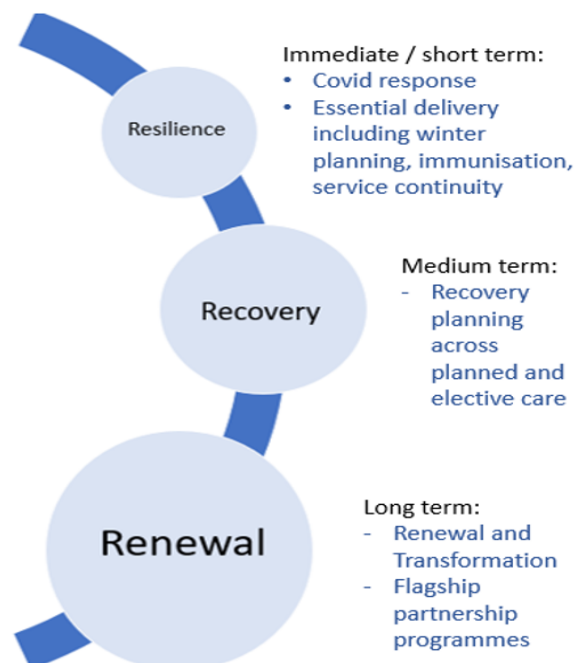 Resilience
Immediate / short term:
• Covid response
• Essential delivery
including winter
planning, immunisation,
service continuity
Recovery
Medium term:
- Recovery
planning
across
planned and
elective care
Renewal
Long term:
- Renewal and
Transformation
- Flagship
partnership
programmes